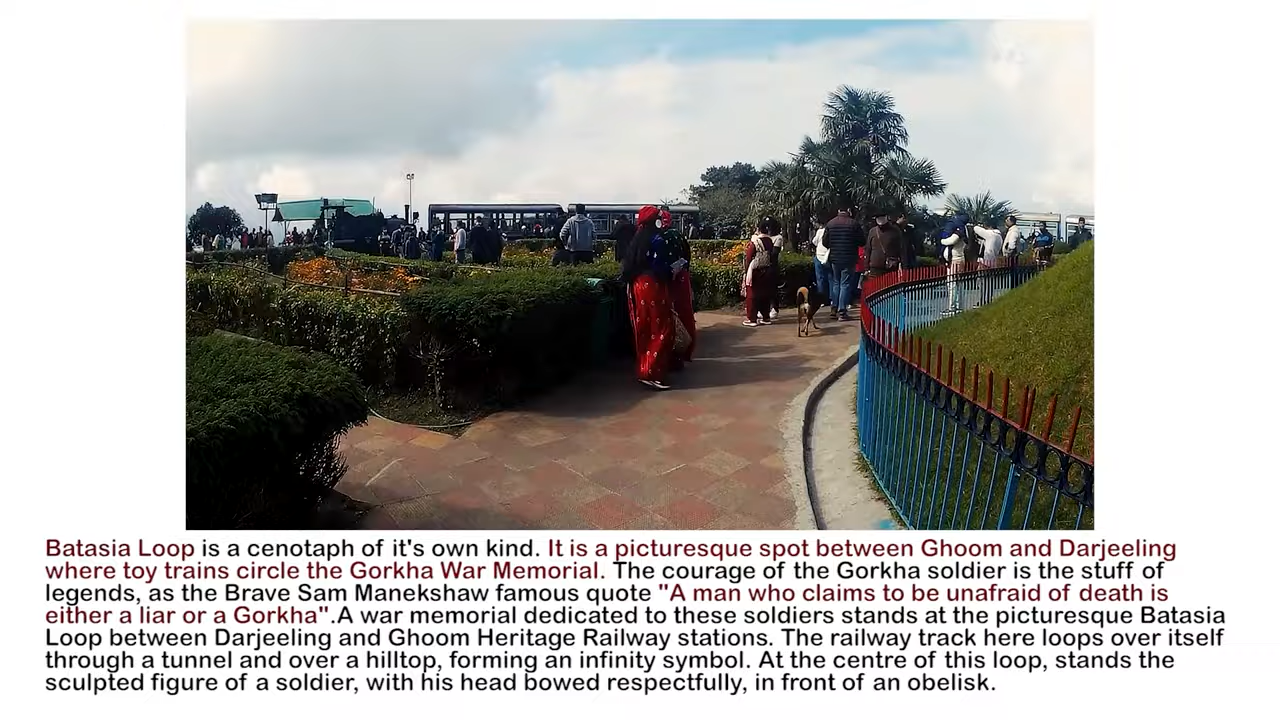 Batasia Loop is a cenotaph of it's own kind. It is a picturesque spot between Ghoom and Darjeeling
where toy trains circle the Gorkha War Memorial. The courage of the Gorkha soldier is the stuff of
legends, as the Brave Sam Manekshaw famous quote "A man who claims to be unafraid of death is
either a liar or a Gorkha".A war memorial dedicated to these soldiers stands at the picturesque Batasia
Loop between Darjeeling and Ghoom Heritage Railway stations. The railway track here loops over itself
through a tunnel and over a hilltop, forming an infinity symbol. At the centre of this loop, stands the
sculpted figure of a soldier, with his head bowed respectfully, in front of an obelisk.